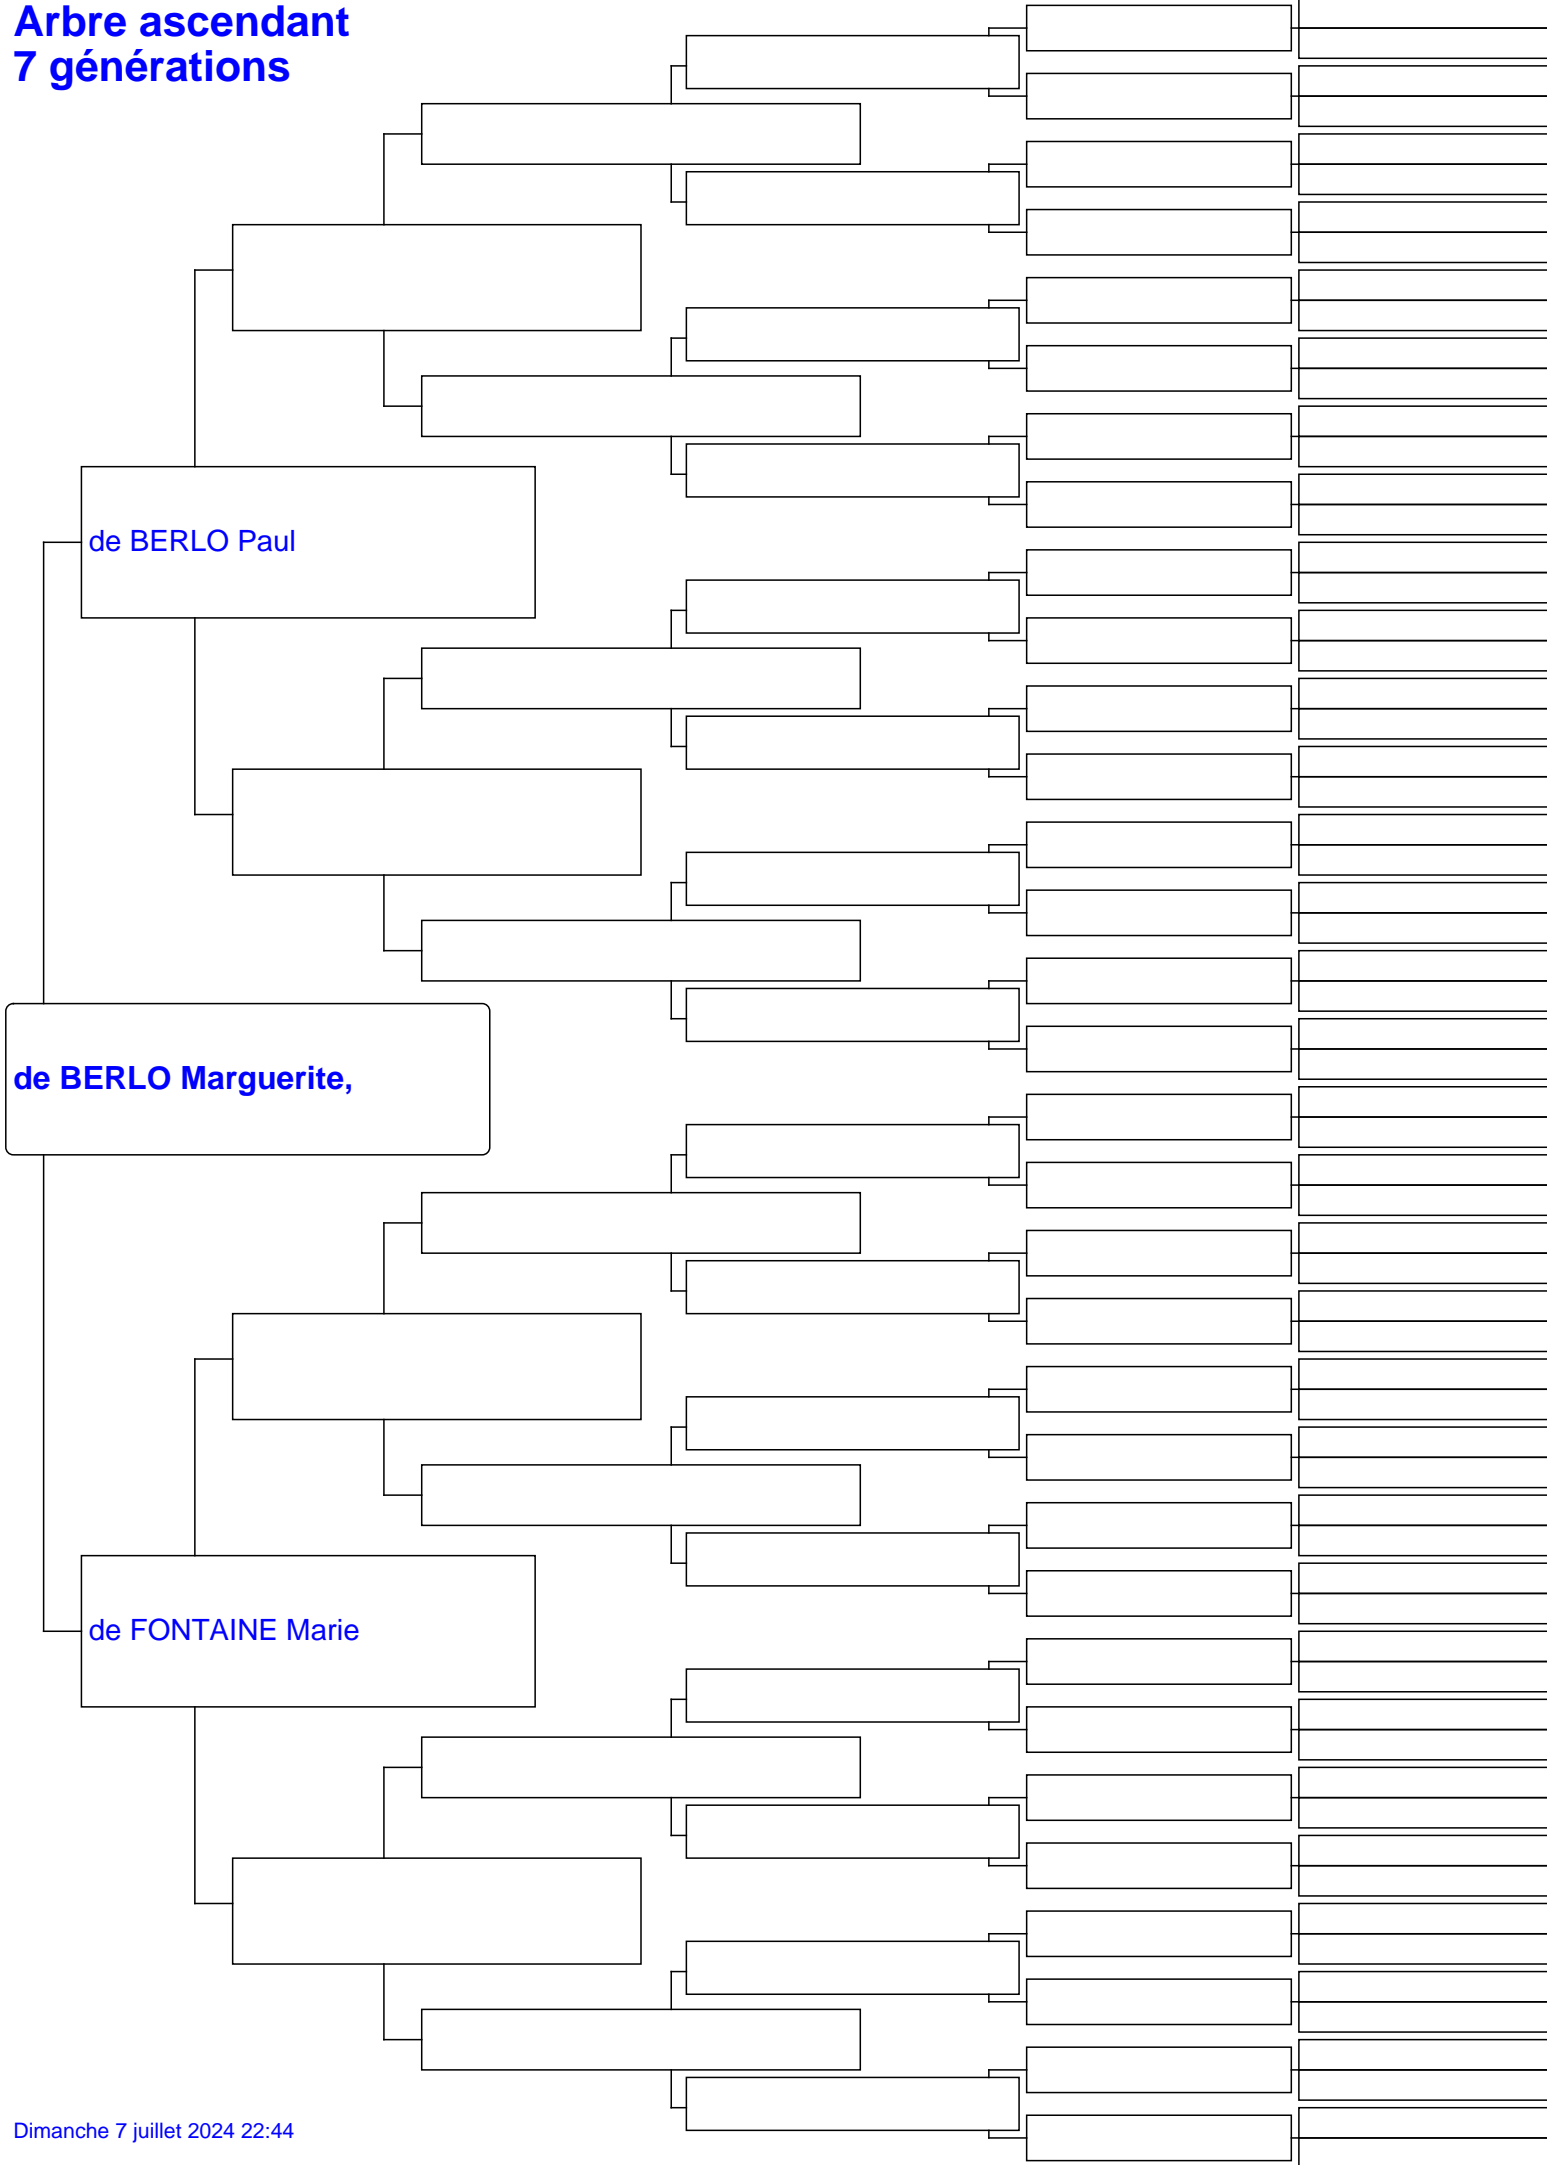 Arbre ascendant
7 générations
de BERLO Paul
de BERLO Marguerite,
de FONTAINE Marie
Dimanche 7 juillet 2024 22:44